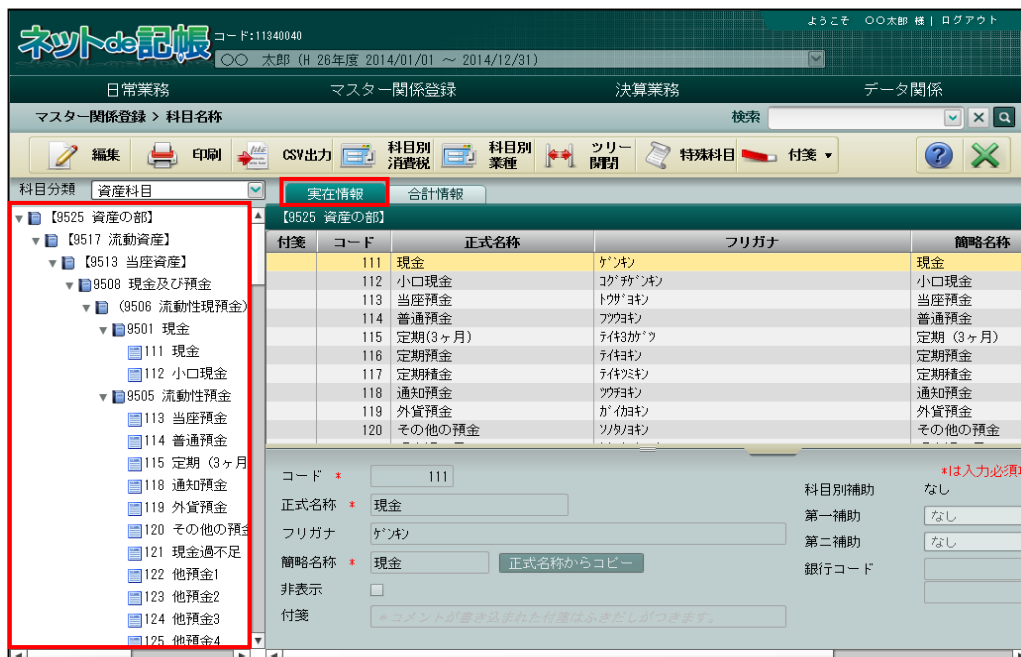 ようこそ 〇〇太郎 様 | ログアウト
ネットde記帳 コード:11340040
〇〇 太郎 (H 26年度 2014/01/01 ～ 2014/12/31)
日常業務 マスター関係登録 決算業務 データ関係
マスター関係登録 > 科目名称 検索
編集 印刷 CSV出力 科目別消費税 科目別業種 ツリー開閉 特殊科目 付箋 ▼
科目分類 資産科目
実在情報 合計情報
【9525 資産の部】
【9517 流動資産】
【9513 当座資産】
9508 現金及び預金
(9506 流動性現預金)
9501 現金
111 現金
112 小口現金
9505 流動性預金
113 当座預金
114 普通預金
115 定期（3ヶ月
118 通知預金
119 外貨預金
120 その他の預金
121 現金過不足
122 他預金1
123 他預金2
124 他預金3
125 他預金4
【9525 資産の部】
付箋 コード 正式名称 フリガナ 簡略名称
111 現金 ｹﾞﾝｷﾝ 現金
112 小口現金 ｺｸﾞﾁｹﾞﾝｷﾝ 小口現金
113 当座預金 ﾄｳｻﾞﾖｷﾝ 当座預金
114 普通預金 ﾌﾂｳﾖｷﾝ 普通預金
115 定期(3ヶ月) ﾃｲｷ3ｶｹﾞﾂ 定期（3ヶ月)
116 定期預金 ﾃｲｷﾖｷﾝ 定期預金
117 定期積金 ﾃｲｷﾂﾐｷﾝ 定期積金
118 通知預金 ﾂｳﾁﾖｷﾝ 通知預金
119 外貨預金 ｶﾞｲｶﾖｷﾝ 外貨預金
120 その他の預金 ｿﾉﾀﾉﾖｷﾝ その他の預金
*は入力必須
コード * 111
正式名称 * 現金
フリガナ ｹﾞﾝｷﾝ
簡略名称 * 現金 正式名称からコピー
非表示
付箋 *コメントが書き込まれた付箋はふきだしがつきます。
科目別補助 なし
第一補助 なし
第二補助 なし
銀行コード